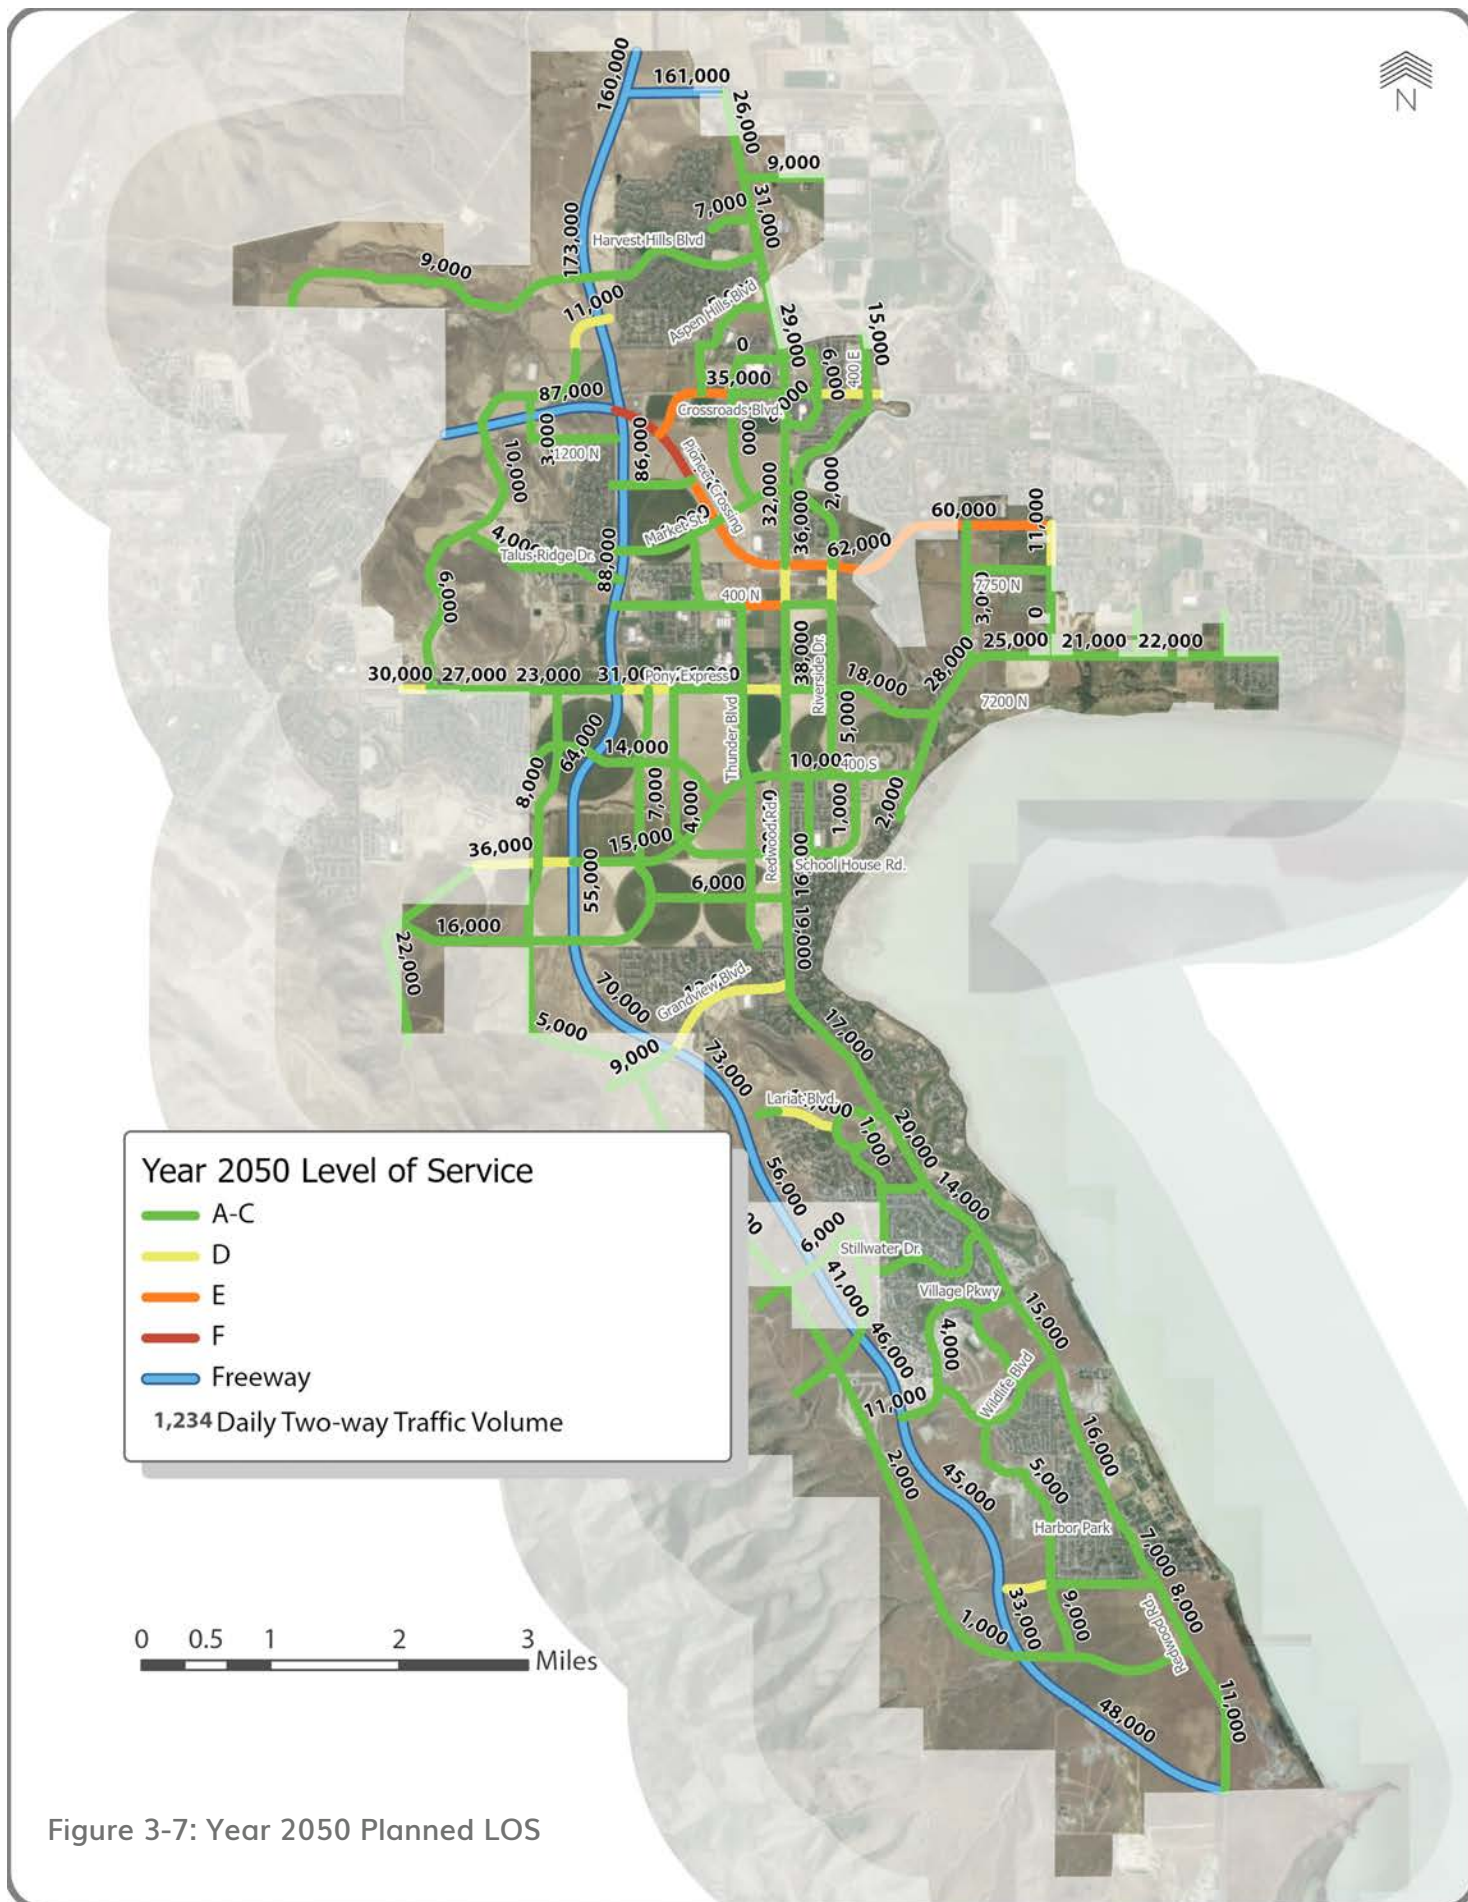 160,000
161,000
N
26,000
9,000
7,000
31,000
173,000
Harvest Hills Blvd
9,000
11,000
Aspen Hills Blvd
29,000
15,000
0
6,000
400 E
35,000
87,000
Crossroads Blvd.
3,000
1200 N
86,000
10,000
Pioneer Crossing
32,000
36,000
2,000
60,000
11,000
Market St.
62,000
4,000
Talus Ridge Dr.
88,000
6,000
400 N
7750 N
0
25,000
21,000
22,000
38,000
Riverside Dr.
28,000
30,000
27,000
23,000
Pony Express
18,000
7200 N
5,000
Thunder Blvd
64,000
14,000
10,000
400 S
8,000
7,000
4,000
1,000
2,000
Redwood Rd.
36,000
15,000
School House Rd.
55,000
6,000
16,000
19,000
22,000
70,000
Grandview Blvd.
5,000
9,000
73,000
17,000
Lariat Blvd.
1,000
20,000
56,000
14,000
6,000
Stillwater Dr.
41,000
Village Pkwy
15,000
46,000
4,000
Wildlife Blvd
11,000
16,000
2,000
45,000
5,000
Harbor Park
7,000
8,000
33,000
9,000
1,000
Redwood Rd.
11,000
48,000
Year 2050 Level of Service
A-C
D
E
F
Freeway
1,234 Daily Two-way Traffic Volume
0 0.5 1 2 3
Miles
Figure 3-7: Year 2050 Planned LOS